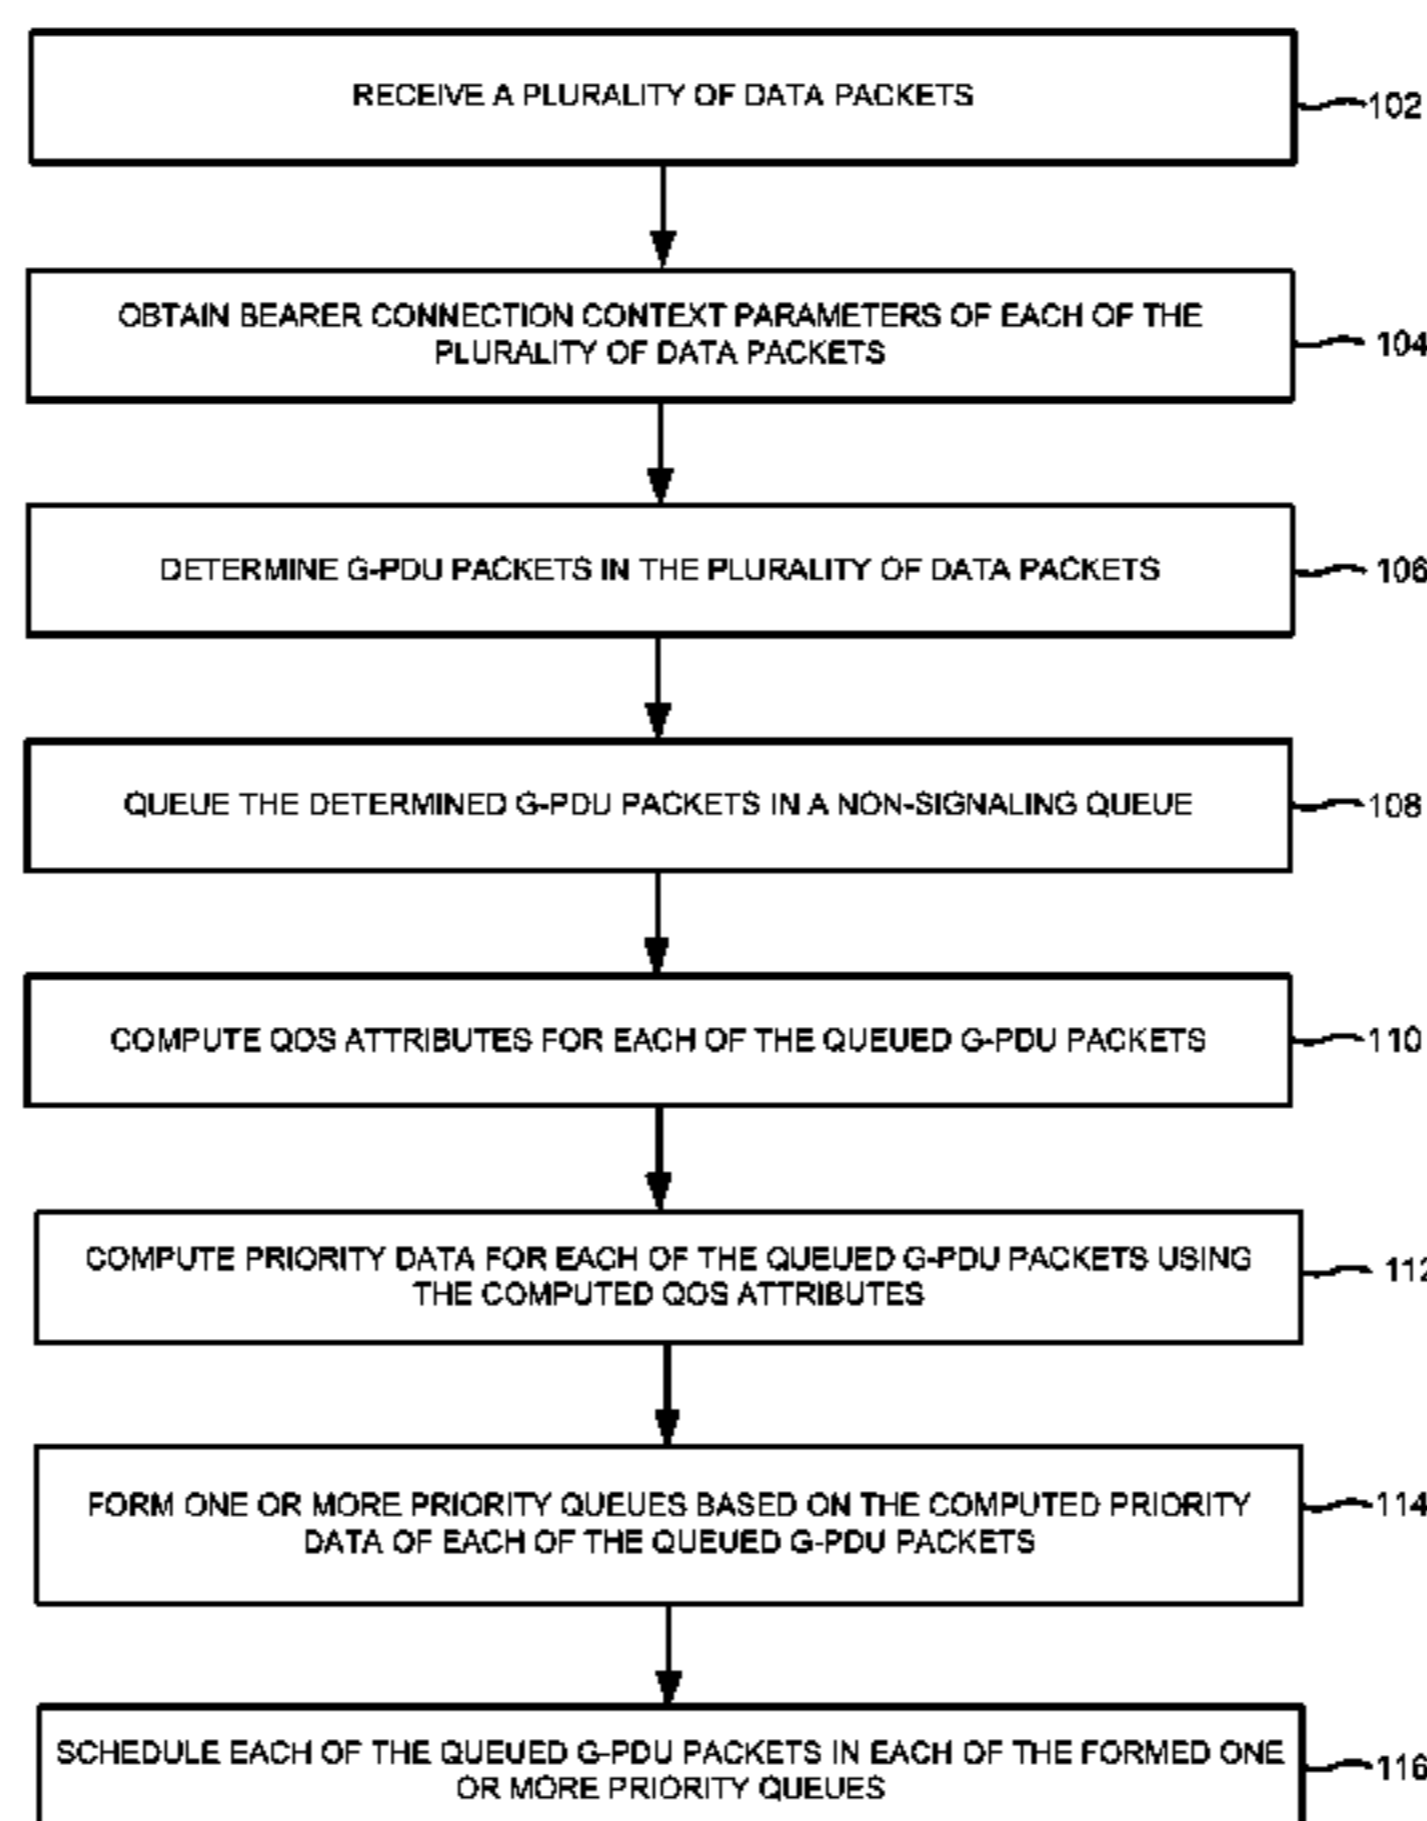 RECEIVE A PLURALITY OF DATA PACKETS
102
OBTAIN BEARER CONNECTION CONTEXT PARAMETERS OF EACH OF THE
PLURALITY OF DATA PACKETS
104
DETERMINE G-PDU PACKETS IN THE PLURALITY OF DATA PACKETS
106
QUEUE THE DETERMINED G-PDU PACKETS IN A NON-SIGNALING QUEUE
108
COMPUTE QOS ATTRIBUTES FOR EACH OF THE QUEUED G-PDU PACKETS
110
COMPUTE PRIORITY DATA FOR EACH OF THE QUEUED G-PDU PACKETS USING
THE COMPUTED QOS ATTRIBUTES
112
FORM ONE OR MORE PRIORITY QUEUES BASED ON THE COMPUTED PRIORITY
DATA OF EACH OF THE QUEUED G-PDU PACKETS
114
SCHEDULE EACH OF THE QUEUED G-PDU PACKETS IN EACH OF THE FORMED ONE
OR MORE PRIORITY QUEUES
116